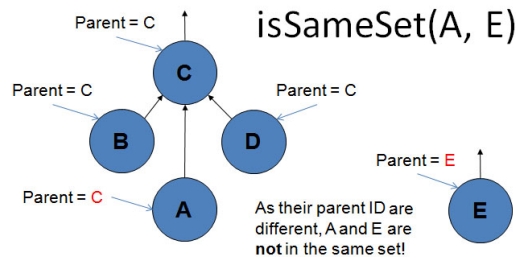 Parent = C
isSameSet(A, E)
C
Parent = C
Parent = C
B
D
Parent = C
A
Parent = E
E
As their parent ID are
different, A and E are
not in the same set!